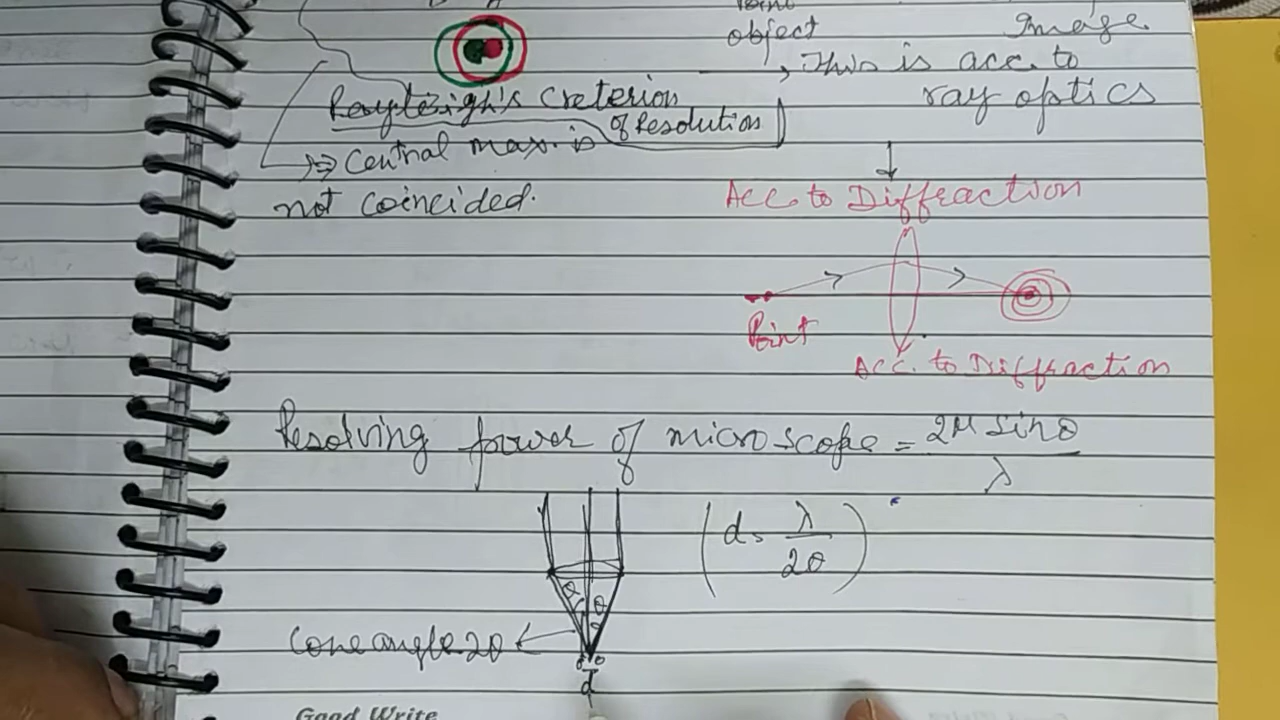 object
Image
, This is acc. to
ray optics
Rayleigh's Creterion
of Resolution
⇒ Central max. is
not coincided.
↓
Acc. to Diffraction
Point
Acc. to Diffraction
Resolving power of microscope = 2μ sinθ / λ
(d = λ / 2θ)
θ θ
Cone angle 2θ
d
Good Write